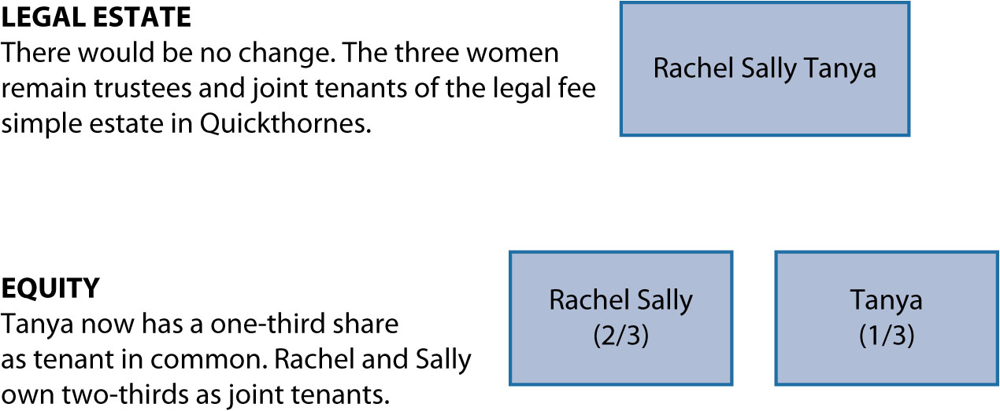 LEGAL ESTATE
There would be no change. The three women
remain trustees and joint tenants of the legal fee
simple estate in Quickthornes.
Rachel Sally Tanya
EQUITY
Tanya now has a one-third share
as tenant in common. Rachel and Sally
own two-thirds as joint tenants.
Rachel Sally
(2/3)
Tanya
(1/3)